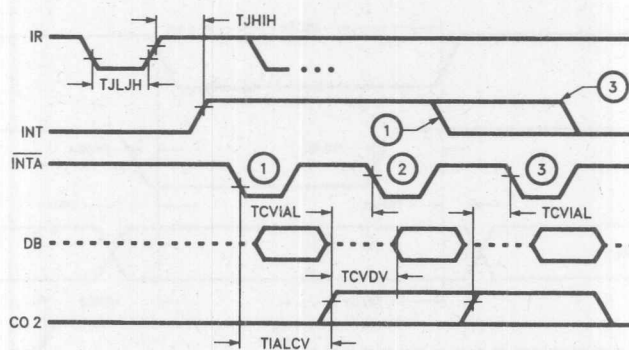 IR
TJHIH
TJLJH
3
1
INT
INTA
1
2
3
TCVIAL
TCVIAL
DB
TCVDV
CO 2
TIALCV